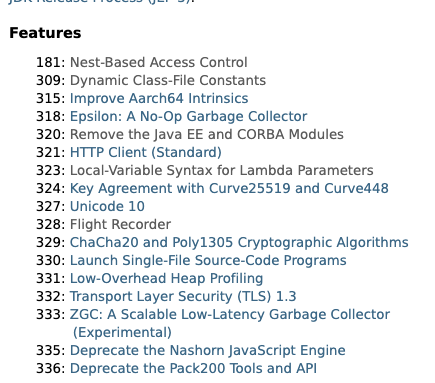 JDK Release Process (JEP 3).
Features
181: Nest-Based Access Control
309: Dynamic Class-File Constants
315: Improve Aarch64 Intrinsics
318: Epsilon: A No-Op Garbage Collector
320: Remove the Java EE and CORBA Modules
321: HTTP Client (Standard)
323: Local-Variable Syntax for Lambda Parameters
324: Key Agreement with Curve25519 and Curve448
327: Unicode 10
328: Flight Recorder
329: ChaCha20 and Poly1305 Cryptographic Algorithms
330: Launch Single-File Source-Code Programs
331: Low-Overhead Heap Profiling
332: Transport Layer Security (TLS) 1.3
333: ZGC: A Scalable Low-Latency Garbage Collector
(Experimental)
335: Deprecate the Nashorn JavaScript Engine
336: Deprecate the Pack200 Tools and API